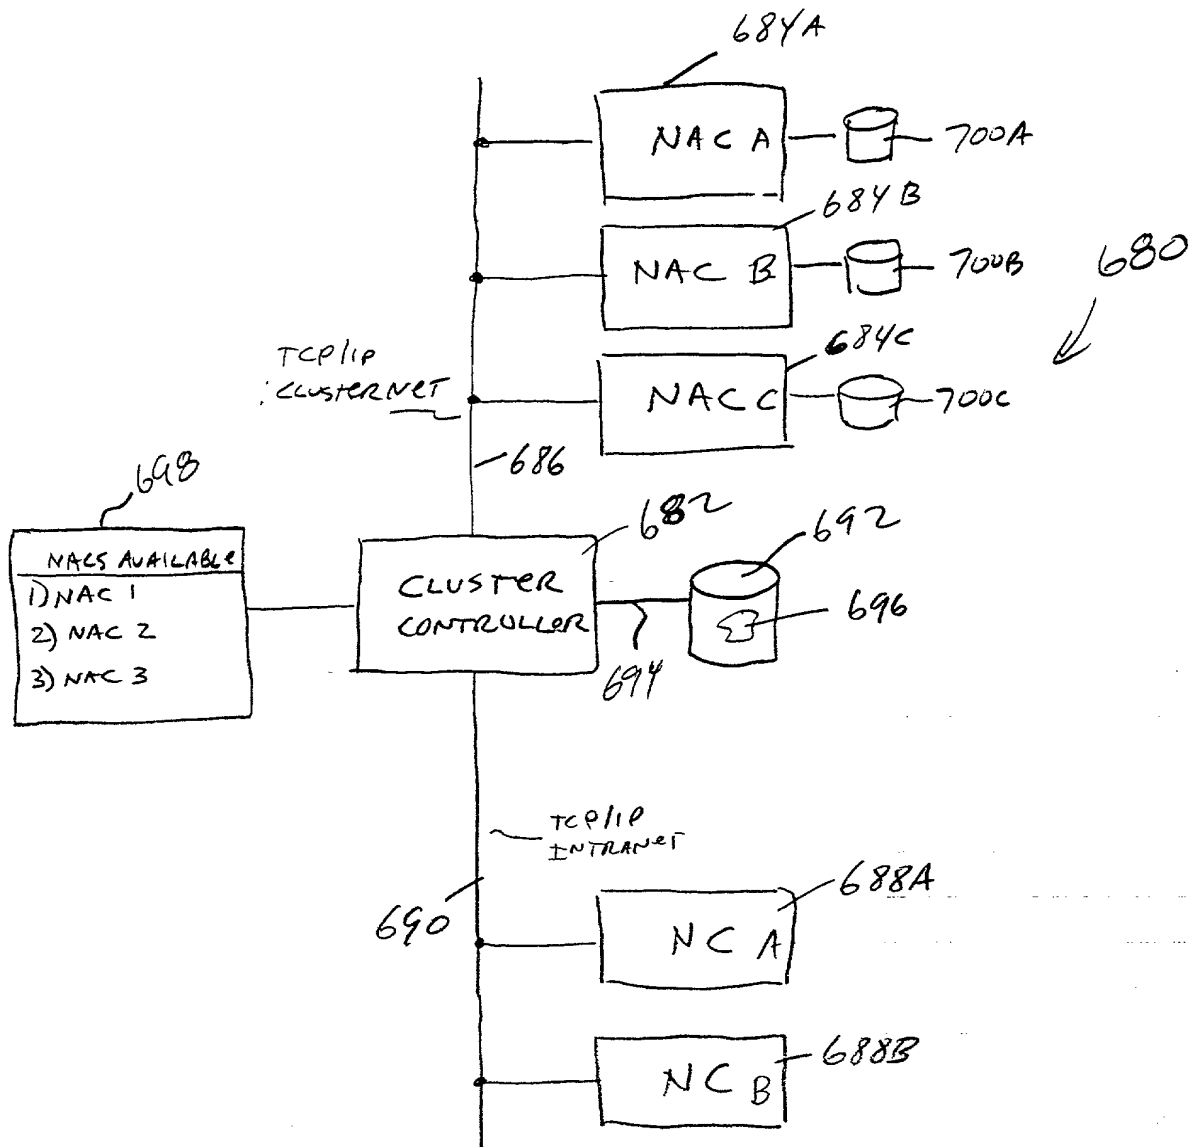 684A
NAC A
700A
684B
NAC B
700B
680
684C
TCP/IP
CLUSTERNET
NAC C
700C
686
698
682
692
NACS AVAILABLE
1) NAC 1
2) NAC 2
3) NAC 3
CLUSTER
CONTROLLER
696
694
TCP/IP
INTRANET
690
688A
NC A
688B
NC B